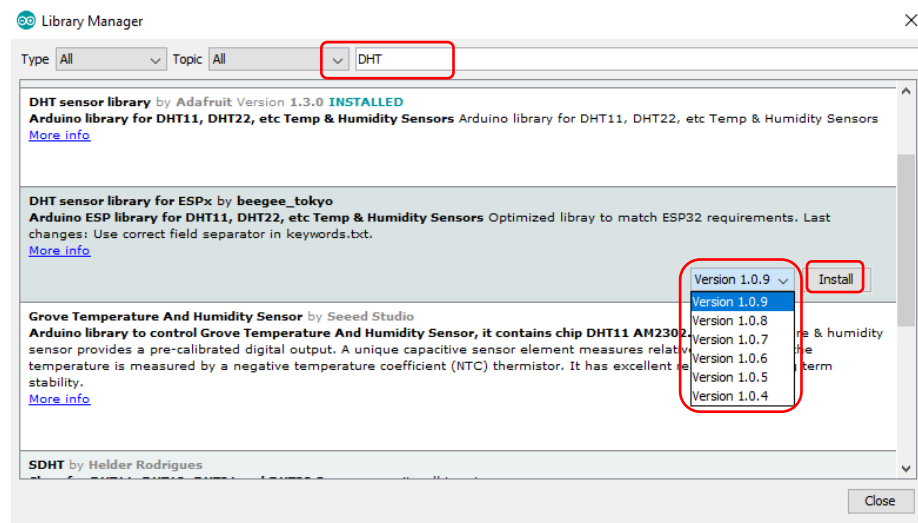 Library Manager
Type All Topic All DHT
DHT sensor library by Adafruit Version 1.3.0 INSTALLED
Arduino library for DHT11, DHT22, etc Temp & Humidity Sensors Arduino library for DHT11, DHT22, etc Temp & Humidity Sensors
More info
DHT sensor library for ESPx by beegee_tokyo
Arduino ESP library for DHT11, DHT22, etc Temp & Humidity Sensors Optimized libray to match ESP32 requirements. Last
changes: Use correct field separator in keywords.txt.
More info
Version 1.0.9 Install
Version 1.0.9
Version 1.0.8
Version 1.0.7
Version 1.0.6
Version 1.0.5
Version 1.0.4
Grove Temperature And Humidity Sensor by Seeed Studio
Arduino library to control Grove Temperature And Humidity Sensor, it contains chip DHT11 AM2302. & humidity
sensor provides a pre-calibrated digital output. A unique capacitive sensor element measures
temperature is measured by a negative temperature coefficient (NTC) thermistor. It has excellent term
stability.
More info
SDHT by Helder Rodrigues
Close